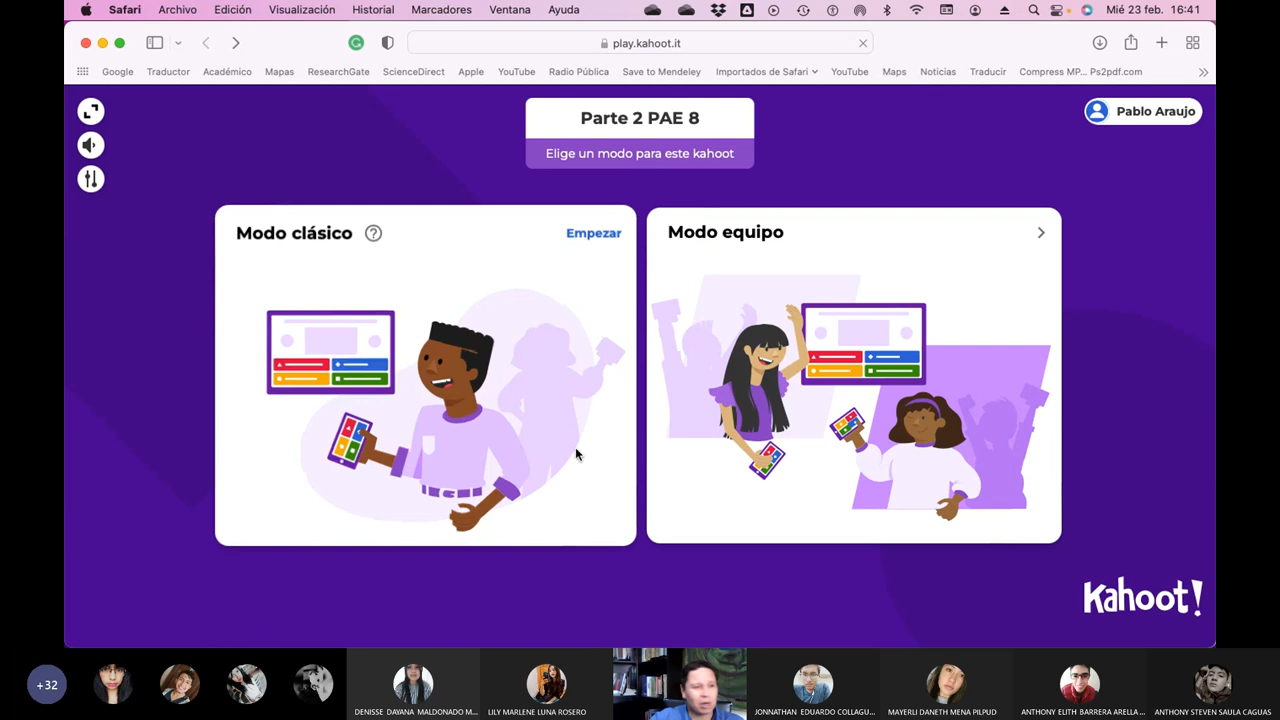 Safari Archivo Edición Visualización Historial Marcadores Ventana Ayuda Mié 23 feb. 16:41
play.kahoot.it
Google Traductor Académico Mapas ResearchGate ScienceDirect Apple YouTube Radio Pública Save to Mendeley Importados de Safari YouTube Maps Noticias Traducir Compress MP... Ps2pdf.com
Parte 2 PAE 8
Pablo Araujo
Elige un modo para este kahoot
Modo clásico ? Empezar
Modo equipo
Kahoot!
+32
DENISSE DAYANA MALDONADO M...
LILY MARLENE LUNA ROSERO
JONNATHAN EDUARDO COLLAGU...
MAYERLI DANETH MENA PILPUD
ANTHONY ELITH BARRERA ARELLA ...
ANTHONY STEVEN SAULA CAGUAS